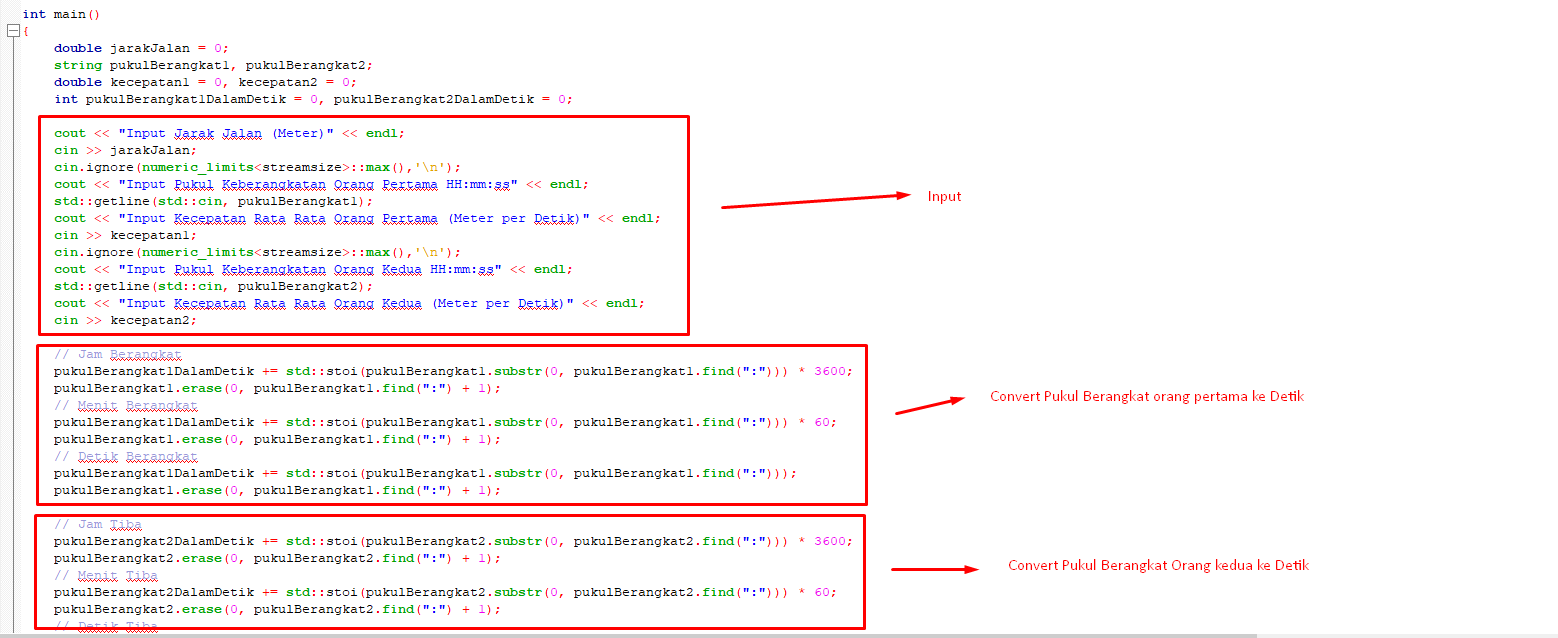 int main()
{
double jarakJalan = 0;
string pukulBerangkat1, pukulBerangkat2;
double kecepatan1 = 0, kecepatan2 = 0;
int pukulBerangkat1DalamDetik = 0, pukulBerangkat2DalamDetik = 0;
cout << "Input Jarak Jalan (Meter)" << endl;
cin >> jarakJalan;
cin.ignore(numeric_limits<streamsize>::max(),'\n');
cout << "Input Pukul Keberangkatan Orang Pertama HH:mm:ss" << endl;
std::getline(std::cin, pukulBerangkat1);
cout << "Input Kecepatan Rata Rata Orang Pertama (Meter per Detik)" << endl;
cin >> kecepatan1;
cin.ignore(numeric_limits<streamsize>::max(),'\n');
cout << "Input Pukul Keberangkatan Orang Kedua HH:mm:ss" << endl;
std::getline(std::cin, pukulBerangkat2);
cout << "Input Kecepatan Rata Rata Orang Kedua (Meter per Detik)" << endl;
cin >> kecepatan2;
Input
// Jam Berangkat
pukulBerangkat1DalamDetik += std::stoi(pukulBerangkat1.substr(0, pukulBerangkat1.find(":"))) * 3600;
pukulBerangkat1.erase(0, pukulBerangkat1.find(":") + 1);
// Menit Berangkat
pukulBerangkat1DalamDetik += std::stoi(pukulBerangkat1.substr(0, pukulBerangkat1.find(":"))) * 60;
pukulBerangkat1.erase(0, pukulBerangkat1.find(":") + 1);
// Detik Berangkat
pukulBerangkat1DalamDetik += std::stoi(pukulBerangkat1.substr(0, pukulBerangkat1.find(":")));
pukulBerangkat1.erase(0, pukulBerangkat1.find(":") + 1);
Convert Pukul Berangkat orang pertama ke Detik
// Jam Tiba
pukulBerangkat2DalamDetik += std::stoi(pukulBerangkat2.substr(0, pukulBerangkat2.find(":"))) * 3600;
pukulBerangkat2.erase(0, pukulBerangkat2.find(":") + 1);
// Menit Tiba
pukulBerangkat2DalamDetik += std::stoi(pukulBerangkat2.substr(0, pukulBerangkat2.find(":"))) * 60;
pukulBerangkat2.erase(0, pukulBerangkat2.find(":") + 1);
// Detik Tiba
Convert Pukul Berangkat Orang kedua ke Detik